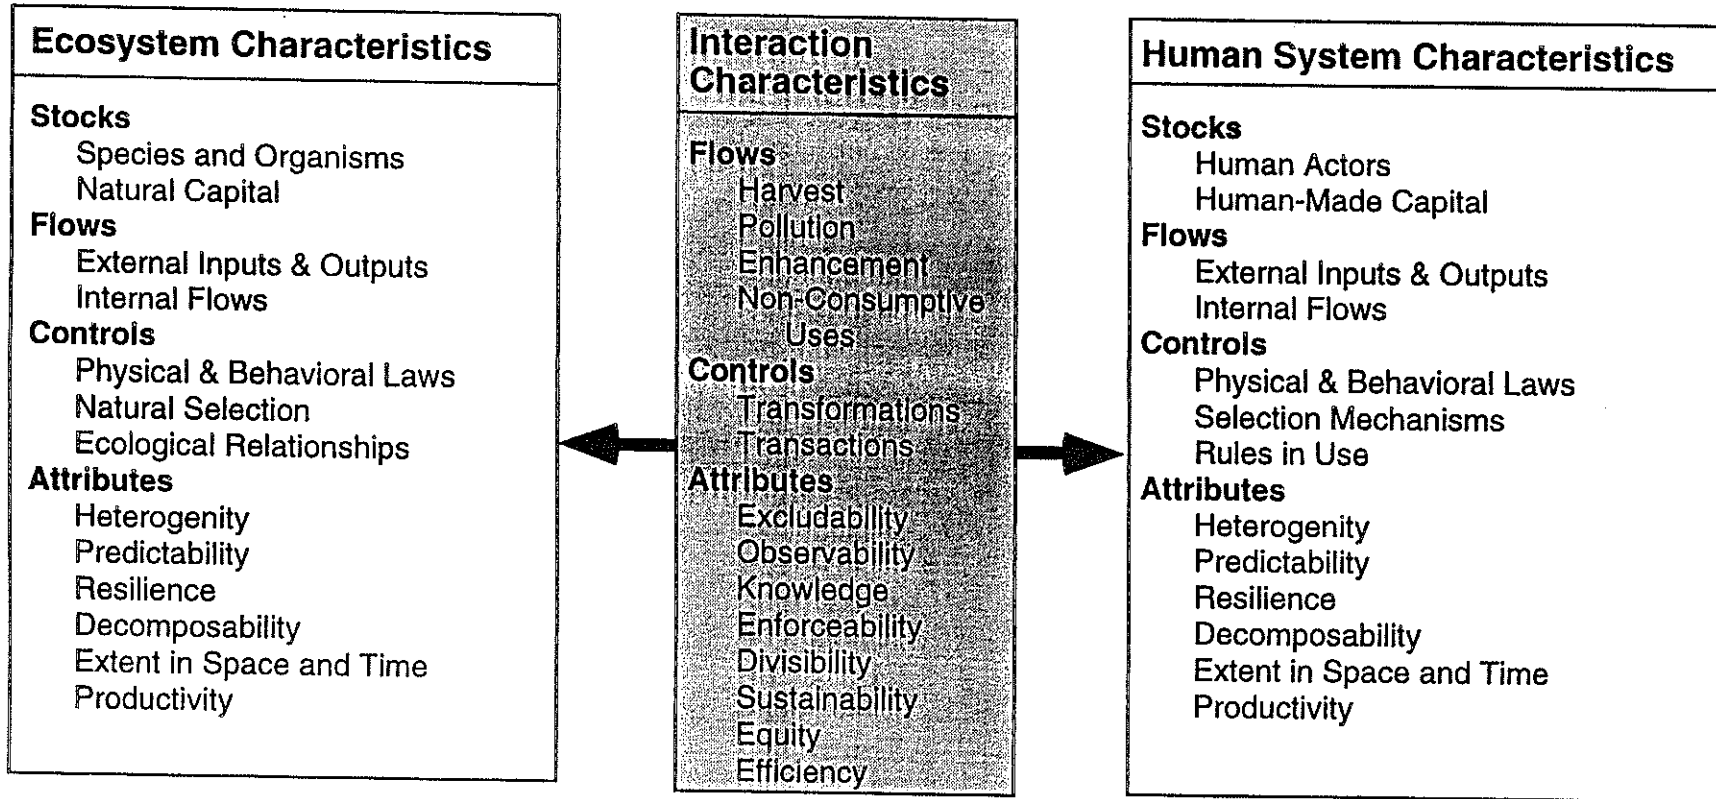 Ecosystem Characteristics
Stocks
Species and Organisms
Natural Capital
Flows
External Inputs & Outputs
Internal Flows
Controls
Physical & Behavioral Laws
Natural Selection
Ecological Relationships
Attributes
Heterogenity
Predictability
Resilience
Decomposability
Extent in Space and Time
Productivity
Interaction
Characteristics
Flows
Harvest
Pollution
Enhancement
Non-Consumptive
Uses
Controls
Transformations
Transactions
Attributes
Excludability
Observability
Knowledge
Enforceability
Divisibility
Sustainability
Equity
Efficiency
Human System Characteristics
Stocks
Human Actors
Human-Made Capital
Flows
External Inputs & Outputs
Internal Flows
Controls
Physical & Behavioral Laws
Selection Mechanisms
Rules in Use
Attributes
Heterogenity
Predictability
Resilience
Decomposability
Extent in Space and Time
Productivity